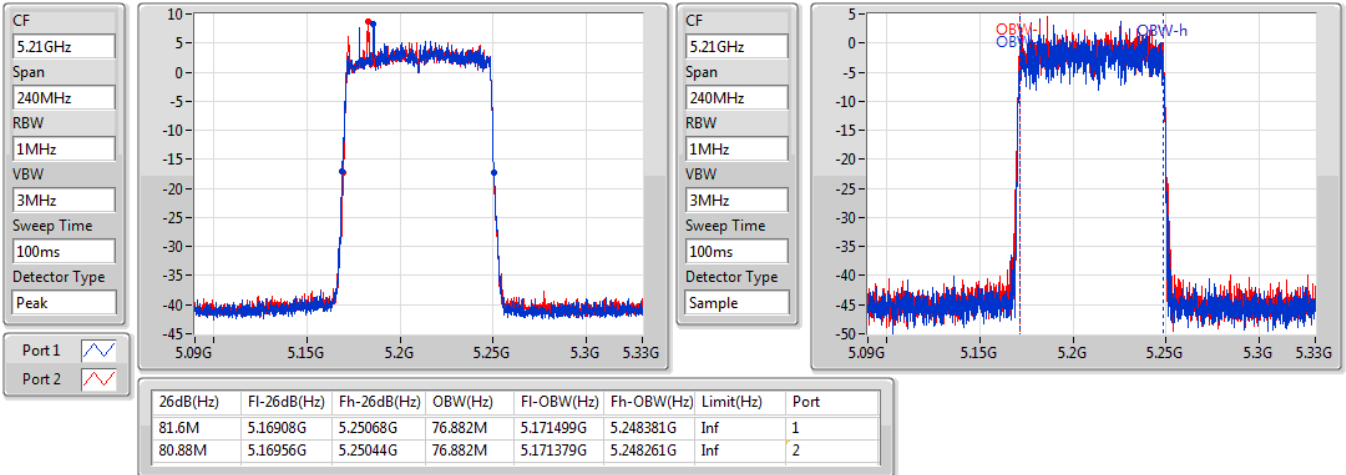 CF
5.21GHz
Span
240MHz
RBW
1MHz
VBW
3MHz
Sweep Time
100ms
Detector Type
Peak
Port 1
Port 2
10
5
0
-5
-10
-15
-20
-25
-30
-35
-40
-45
5.09G 5.15G 5.2G 5.25G 5.3G 5.33G
CF
5.21GHz
Span
240MHz
RBW
1MHz
VBW
3MHz
Sweep Time
100ms
Detector Type
Sample
5
0
-5
-10
-15
-20
-25
-30
-35
-40
-45
-50
OBW-h
5.09G 5.15G 5.2G 5.25G 5.3G 5.33G
26dB(Hz) Fl-26dB(Hz) Fh-26dB(Hz) OBW(Hz) Fl-OBW(Hz) Fh-OBW(Hz) Limit(Hz) Port
81.6M 5.16908G 5.25068G 76.882M 5.171499G 5.248381G Inf 1
80.88M 5.16956G 5.25044G 76.882M 5.171379G 5.248261G Inf 2